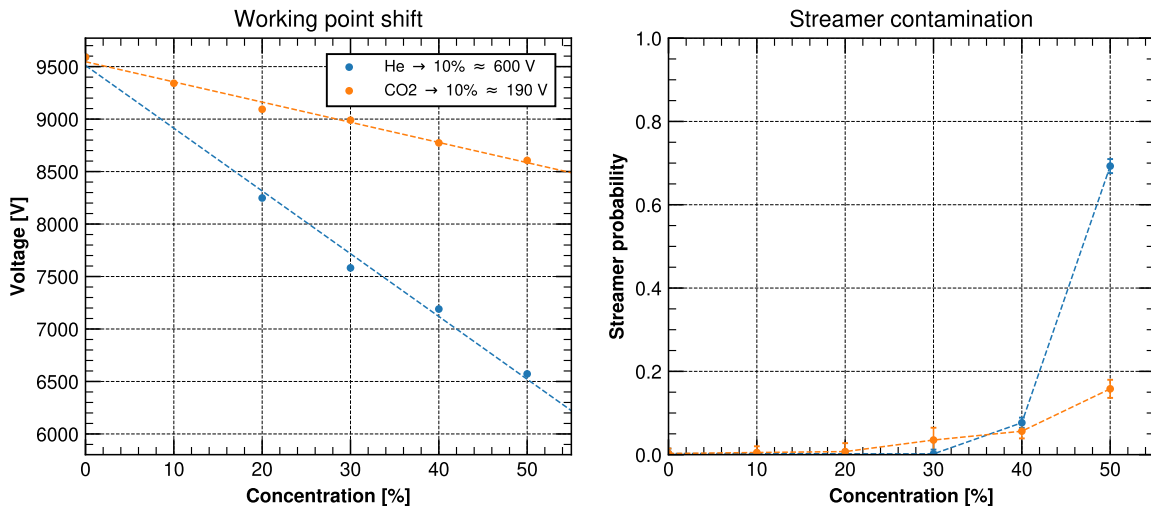 Working point shift
He → 10% ≈ 600 V
CO2 → 10% ≈ 190 V
9500
9000
8500
8000
7500
7000
6500
6000
Voltage [V]
0 10 20 30 40 50
Concentration [%]
Streamer contamination
1.0
0.8
0.6
0.4
0.2
0.0
Streamer probability
0 10 20 30 40 50
Concentration [%]